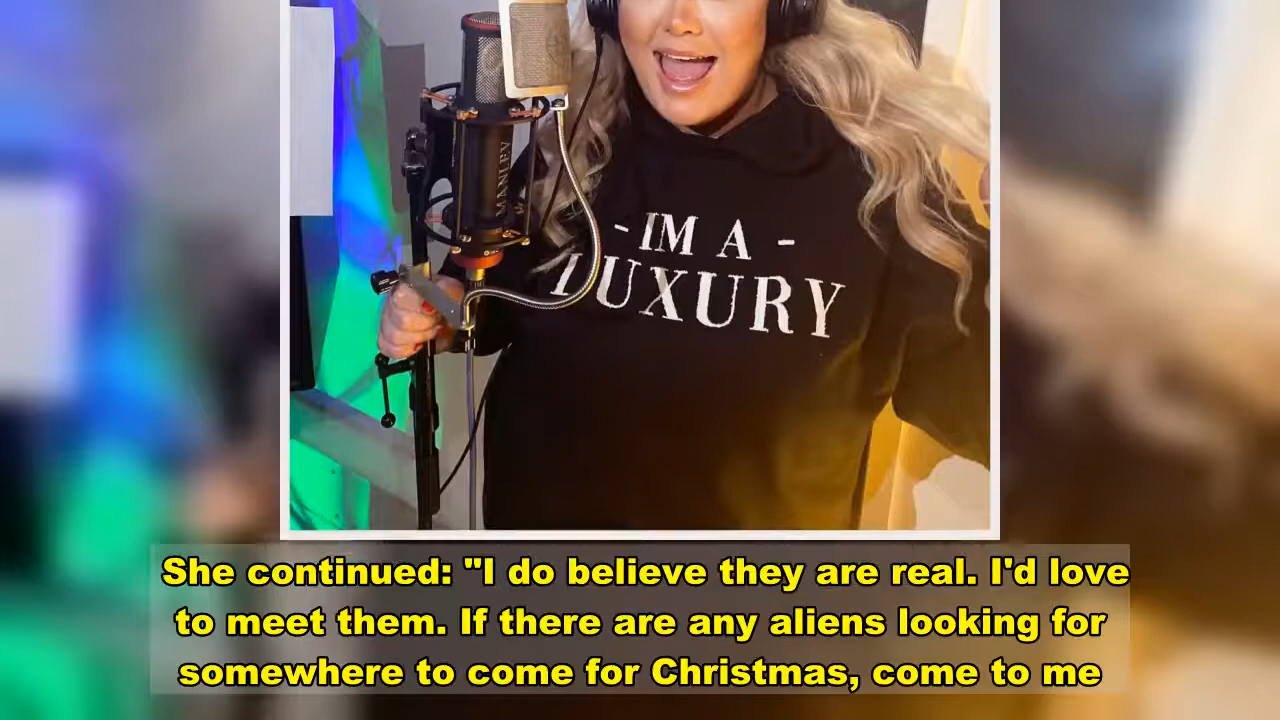 MANLEY
- IM A -
LUXURY
She continued: "I do believe they are real. I'd love
to meet them. If there are any aliens looking for
somewhere to come for Christmas, come to me